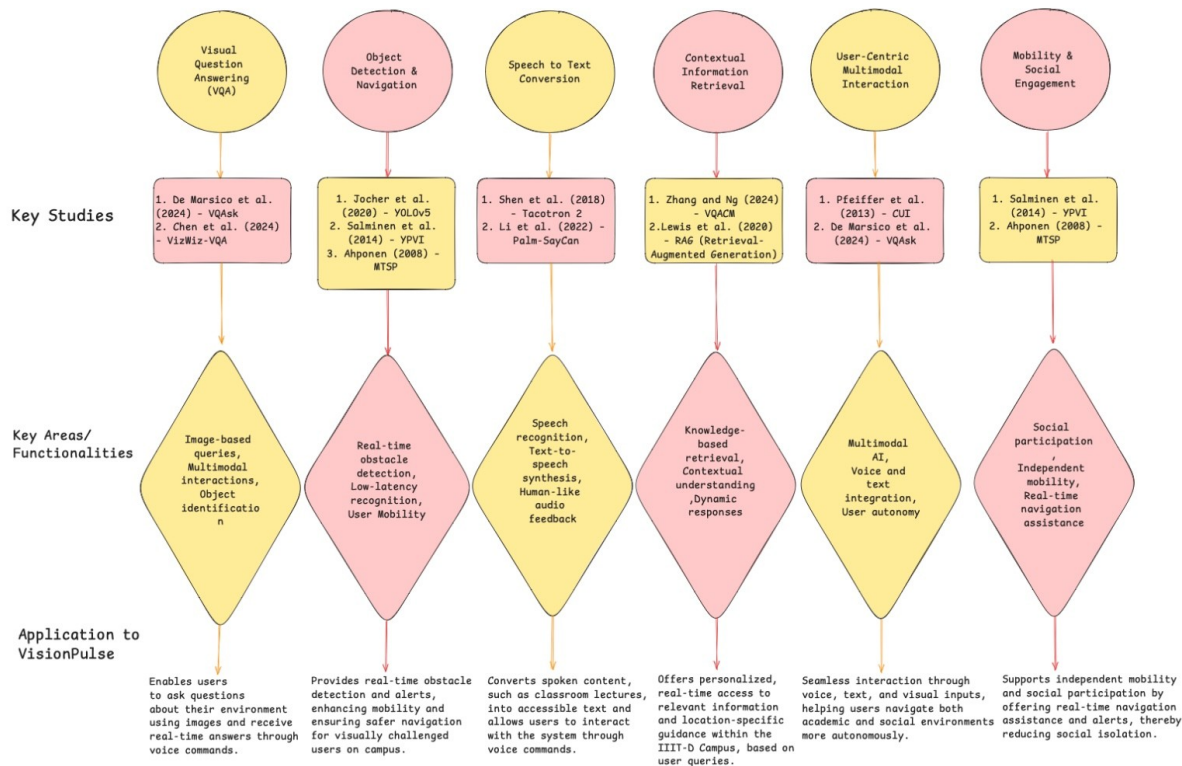 Visual
Question
Answering
(VQA)
Object
Detection &
Navigation
Speech to Text
Conversion
Contextual
Information
Retrieval
User-Centric
Multimodal
Interaction
Mobility &
Social
Engagement
Key Studies
1. De Marsico et al.
(2024) - VQAsk
2. Chen et al. (2024)
- VizWiz-VQA
1. Jocher et al.
(2020) - YOLOv5
2. Salminen et al.
(2014) - YPVI
3. Ahponen (2008) -
MTSP
1. Shen et al. (2018)
- Tacotron 2
2. Li et al. (2022) -
Palm-SayCan
1. Zhang and Ng (2024)
- VQACM
2.Lewis et al. (2020)
- RAG (Retrieval-
Augmented Generation)
1. Pfeiffer et al.
(2013) - CUI
2. De Marsico et al.
(2024) - VQAsk
1. Salminen et al.
(2014) - YPVI
2. Ahponen (2008) -
MTSP
Key Areas/
Functionalities
Image-based
queries,
Multimodal
interactions,
Object
identificatio
n
Real-time
obstacle
detection,
Low-latency
recognition,
User Mobility
Speech
recognition,
Text-to-
speech
synthesis,
Human-like
audio
feedback
Knowledge-
based
retrieval,
Contextual
understanding
,Dynamic
responses
Multimodal
AI,
Voice and
text
integration,
User autonomy
Social
participation
,
Independent
mobility,
Real-time
navigation
assistance
Application to
VisionPulse
Enables users
to ask questions
about their environment
using images and receive
real-time answers through
voice commands.
Provides real-time obstacle
detection and alerts,
enhancing mobility and
ensuring safer navigation
for visually challenged
users on campus.
Converts spoken content,
such as classroom lectures,
into accessible text and
allows users to interact
with the system through
voice commands.
Offers personalized,
real-time access to
relevant information
and location-specific
guidance within the
IIIT-D Campus, based on
user queries.
Seamless interaction through
voice, text, and visual inputs,
helping users navigate both
academic and social environments
more autonomously.
Supports independent mobility
and social participation by
offering real-time navigation
assistance and alerts, thereby
reducing social isolation.